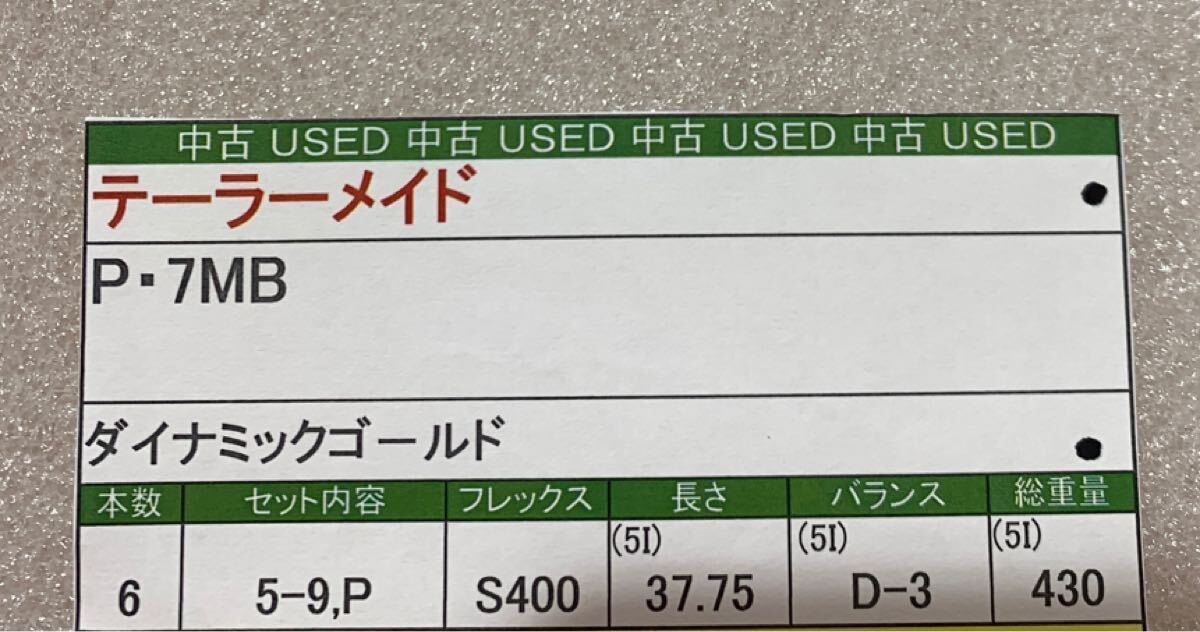 中古 USED 中古 USED 中古 USED 中古 USED
テーラーメイド
P・7MB
ダイナミックゴールド
本数 セット内容 フレックス 長さ バランス 総重量
(5I) (5I) (5I)
6 5-9,P S400 37.75 D-3 430